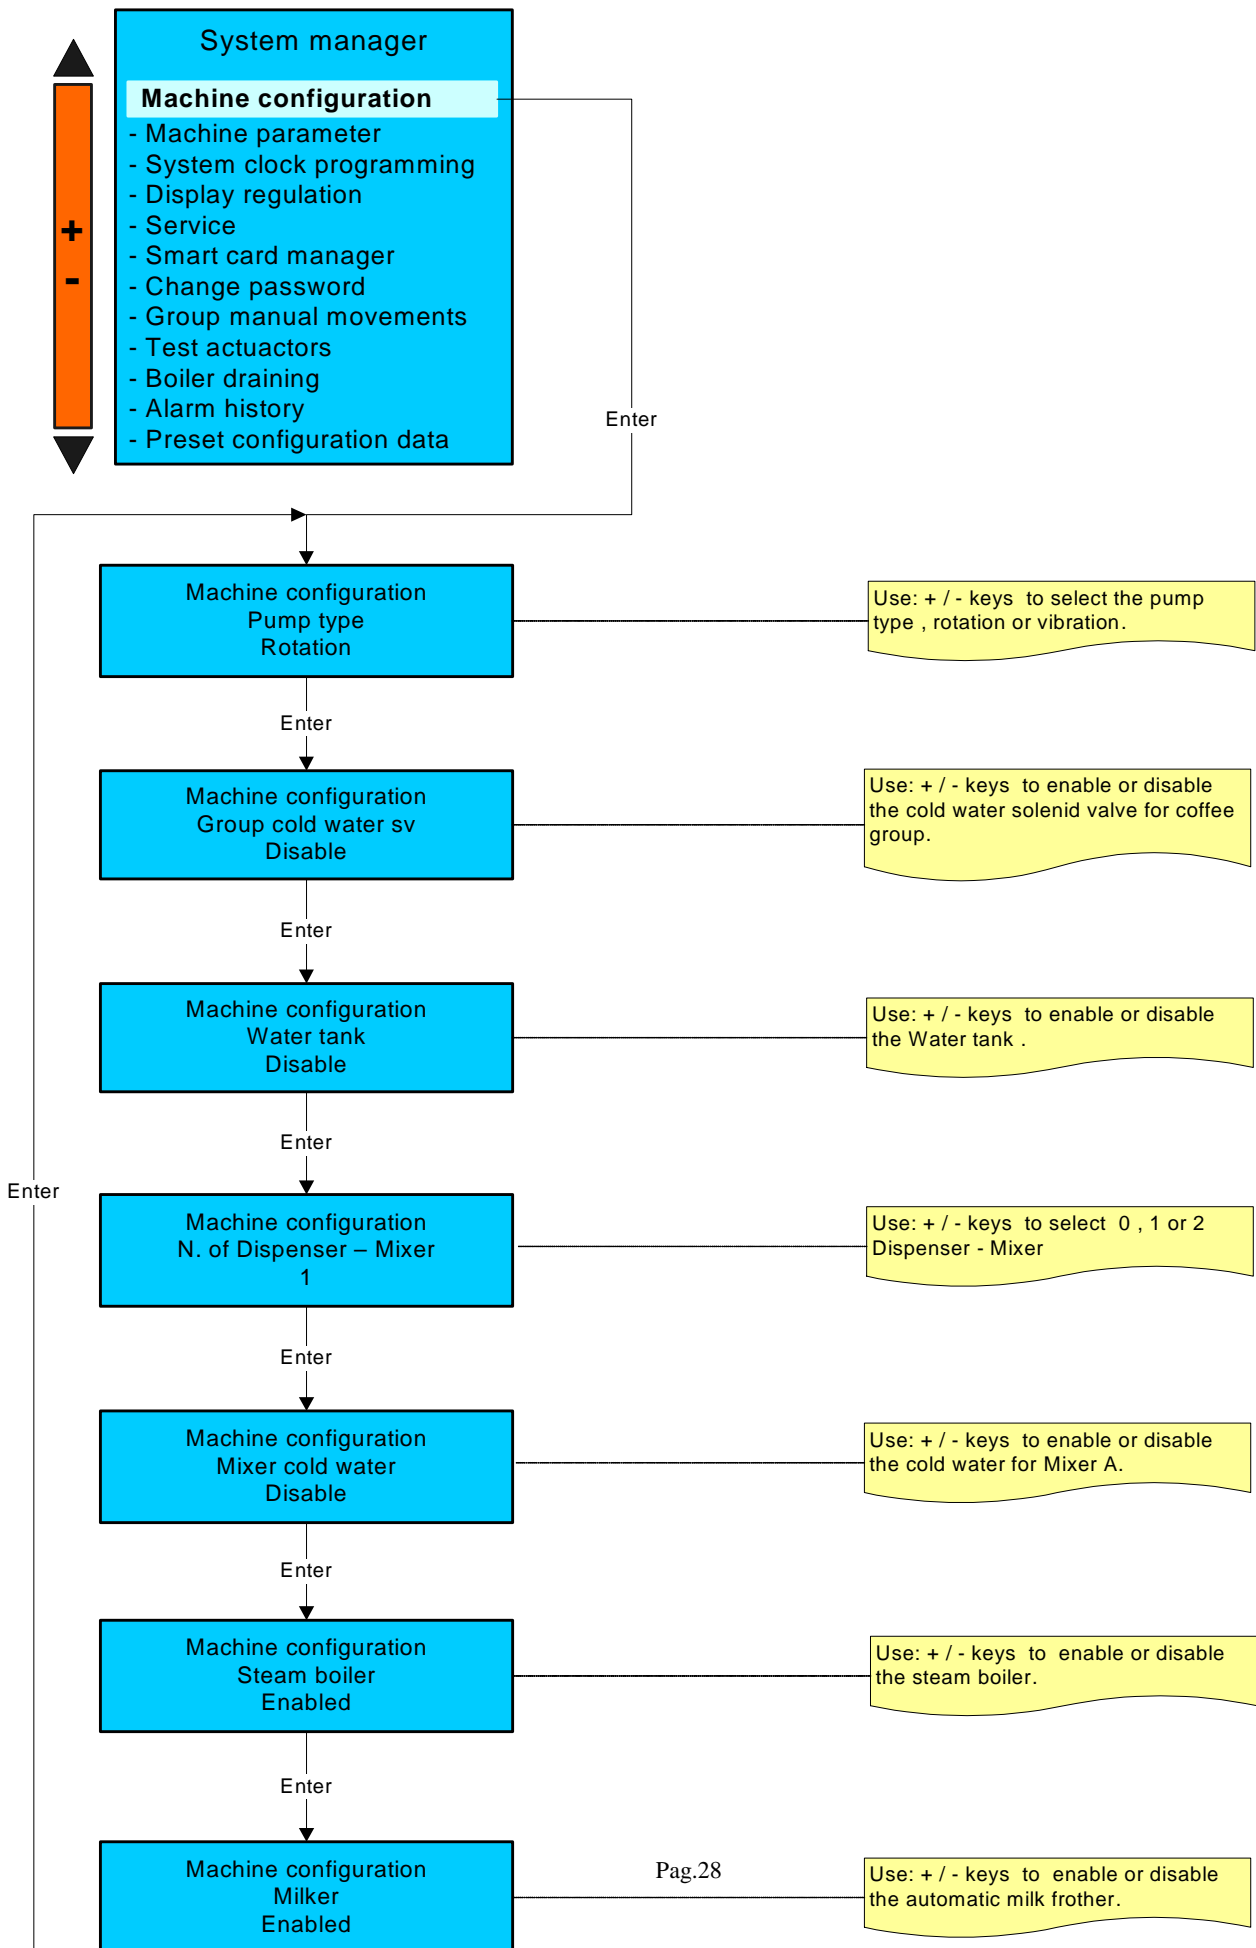 System manager
Machine configuration
- Machine parameter
- System clock programming
- Display regulation
- Service
- Smart card manager
- Change password
- Group manual movements
- Test actuactors
- Boiler draining
- Alarm history
- Preset configuration data
+
-
Enter
Machine configuration
Pump type
Rotation
Use: + / - keys to select the pump
type , rotation or vibration.
Enter
Machine configuration
Group cold water sv
Disable
Use: + / - keys to enable or disable
the cold water solenid valve for coffee
group.
Enter
Machine configuration
Water tank
Disable
Use: + / - keys to enable or disable
the Water tank .
Enter
Enter
Machine configuration
N. of Dispenser – Mixer
1
Use: + / - keys to select 0 , 1 or 2
Dispenser - Mixer
Enter
Machine configuration
Mixer cold water
Disable
Use: + / - keys to enable or disable
the cold water for Mixer A.
Enter
Machine configuration
Steam boiler
Enabled
Use: + / - keys to enable or disable
the steam boiler.
Enter
Machine configuration
Milker
Enabled
Pag.28
Use: + / - keys to enable or disable
the automatic milk frother.